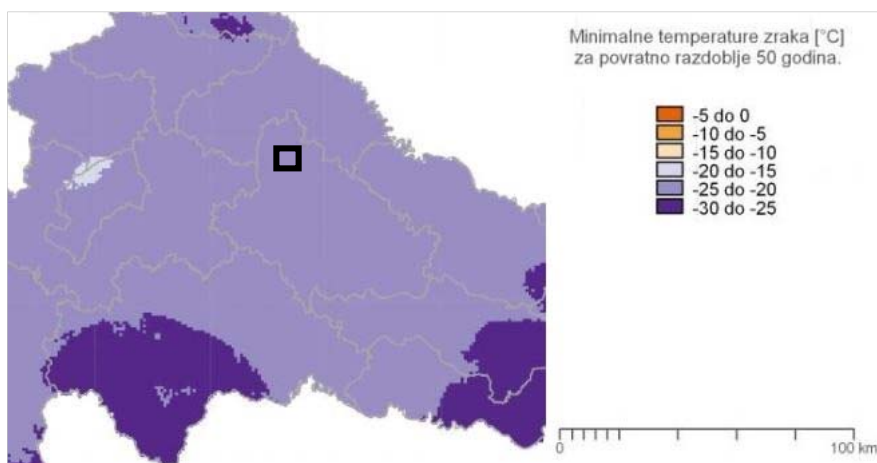 Minimalne temperature zraka [°C]
za povratno razdoblje 50 godina.
-5 do 0
-10 do -5
-15 do -10
-20 do -15
-25 do -20
-30 do -25
0 100 km